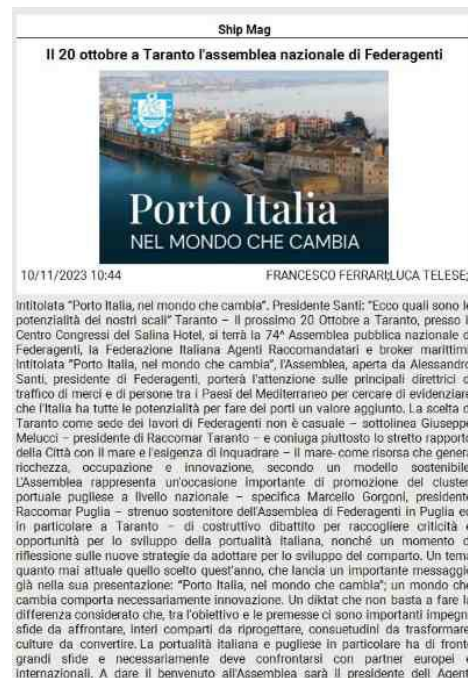 Ship Mag
Il 20 ottobre a Taranto l'assemblea nazionale di Federagenti
Porto Italia
NEL MONDO CHE CAMBIA
10/11/2023 10:44
FRANCESCO FERRARI;LUCA TELESE;
Intitolata "Porto Italia, nel mondo che cambia". Presidente Santi: "Ecco quali sono le
potenzialità dei nostri scali" Taranto – Il prossimo 20 Ottobre a Taranto, presso il
Centro Congressi del Salina Hotel, si terrà la 74^ Assemblea pubblica nazionale di
Federagenti, la Federazione Italiana Agenti Raccomandatari e broker marittimi.
Intitolata "Porto Italia, nel mondo che cambia", l'Assemblea, aperta da Alessandro
Santi, presidente di Federagenti, porterà l'attenzione sulle principali direttrici di
traffico di merci e di persone tra i Paesi del Mediterraneo per cercare di evidenziare
che l'Italia ha tutte le potenzialità per fare dei porti un valore aggiunto. La scelta di
Taranto come sede dei lavori di Federagenti non è casuale – sottolinea Giuseppe
Melucci – presidente di Raccomar Taranto – e coniuga piuttosto lo stretto rapporto
della Città con il mare e l'esigenza di inquadrare – il mare- come risorsa che genera
ricchezza, occupazione e innovazione, secondo un modello sostenibile.
L'Assemblea rappresenta un'occasione importante di promozione del cluster
portuale pugliese a livello nazionale – specifica Marcello Gorgoni, presidente
Raccomar Puglia – strenuo sostenitore dell'Assemblea di Federagenti in Puglia ed
in particolare a Taranto – di costruttivo dibattito per raccogliere criticità e
opportunità per lo sviluppo della portualità italiana, nonché un momento di
riflessione sulle nuove strategie da adottare per lo sviluppo del comparto. Un tema
quanto mai attuale quello scelto quest'anno, che lancia un importante messaggio
già nella sua presentazione: "Porto Italia, nel mondo che cambia"; un mondo che
cambia comporta necessariamente innovazione. Un diktat che non basta a fare la
differenza considerato che, tra l'obiettivo e le premesse ci sono importanti impegni,
sfide da affrontare, interi comparti da riprogettare, consuetudini da trasformare,
culture da convertire. La portualità italiana e pugliese in particolare ha di fronte
grandi sfide e necessariamente deve confrontarsi con partner europei e
internazionali. A dare il benvenuto all'Assemblea sarà il presidente degli Agenti